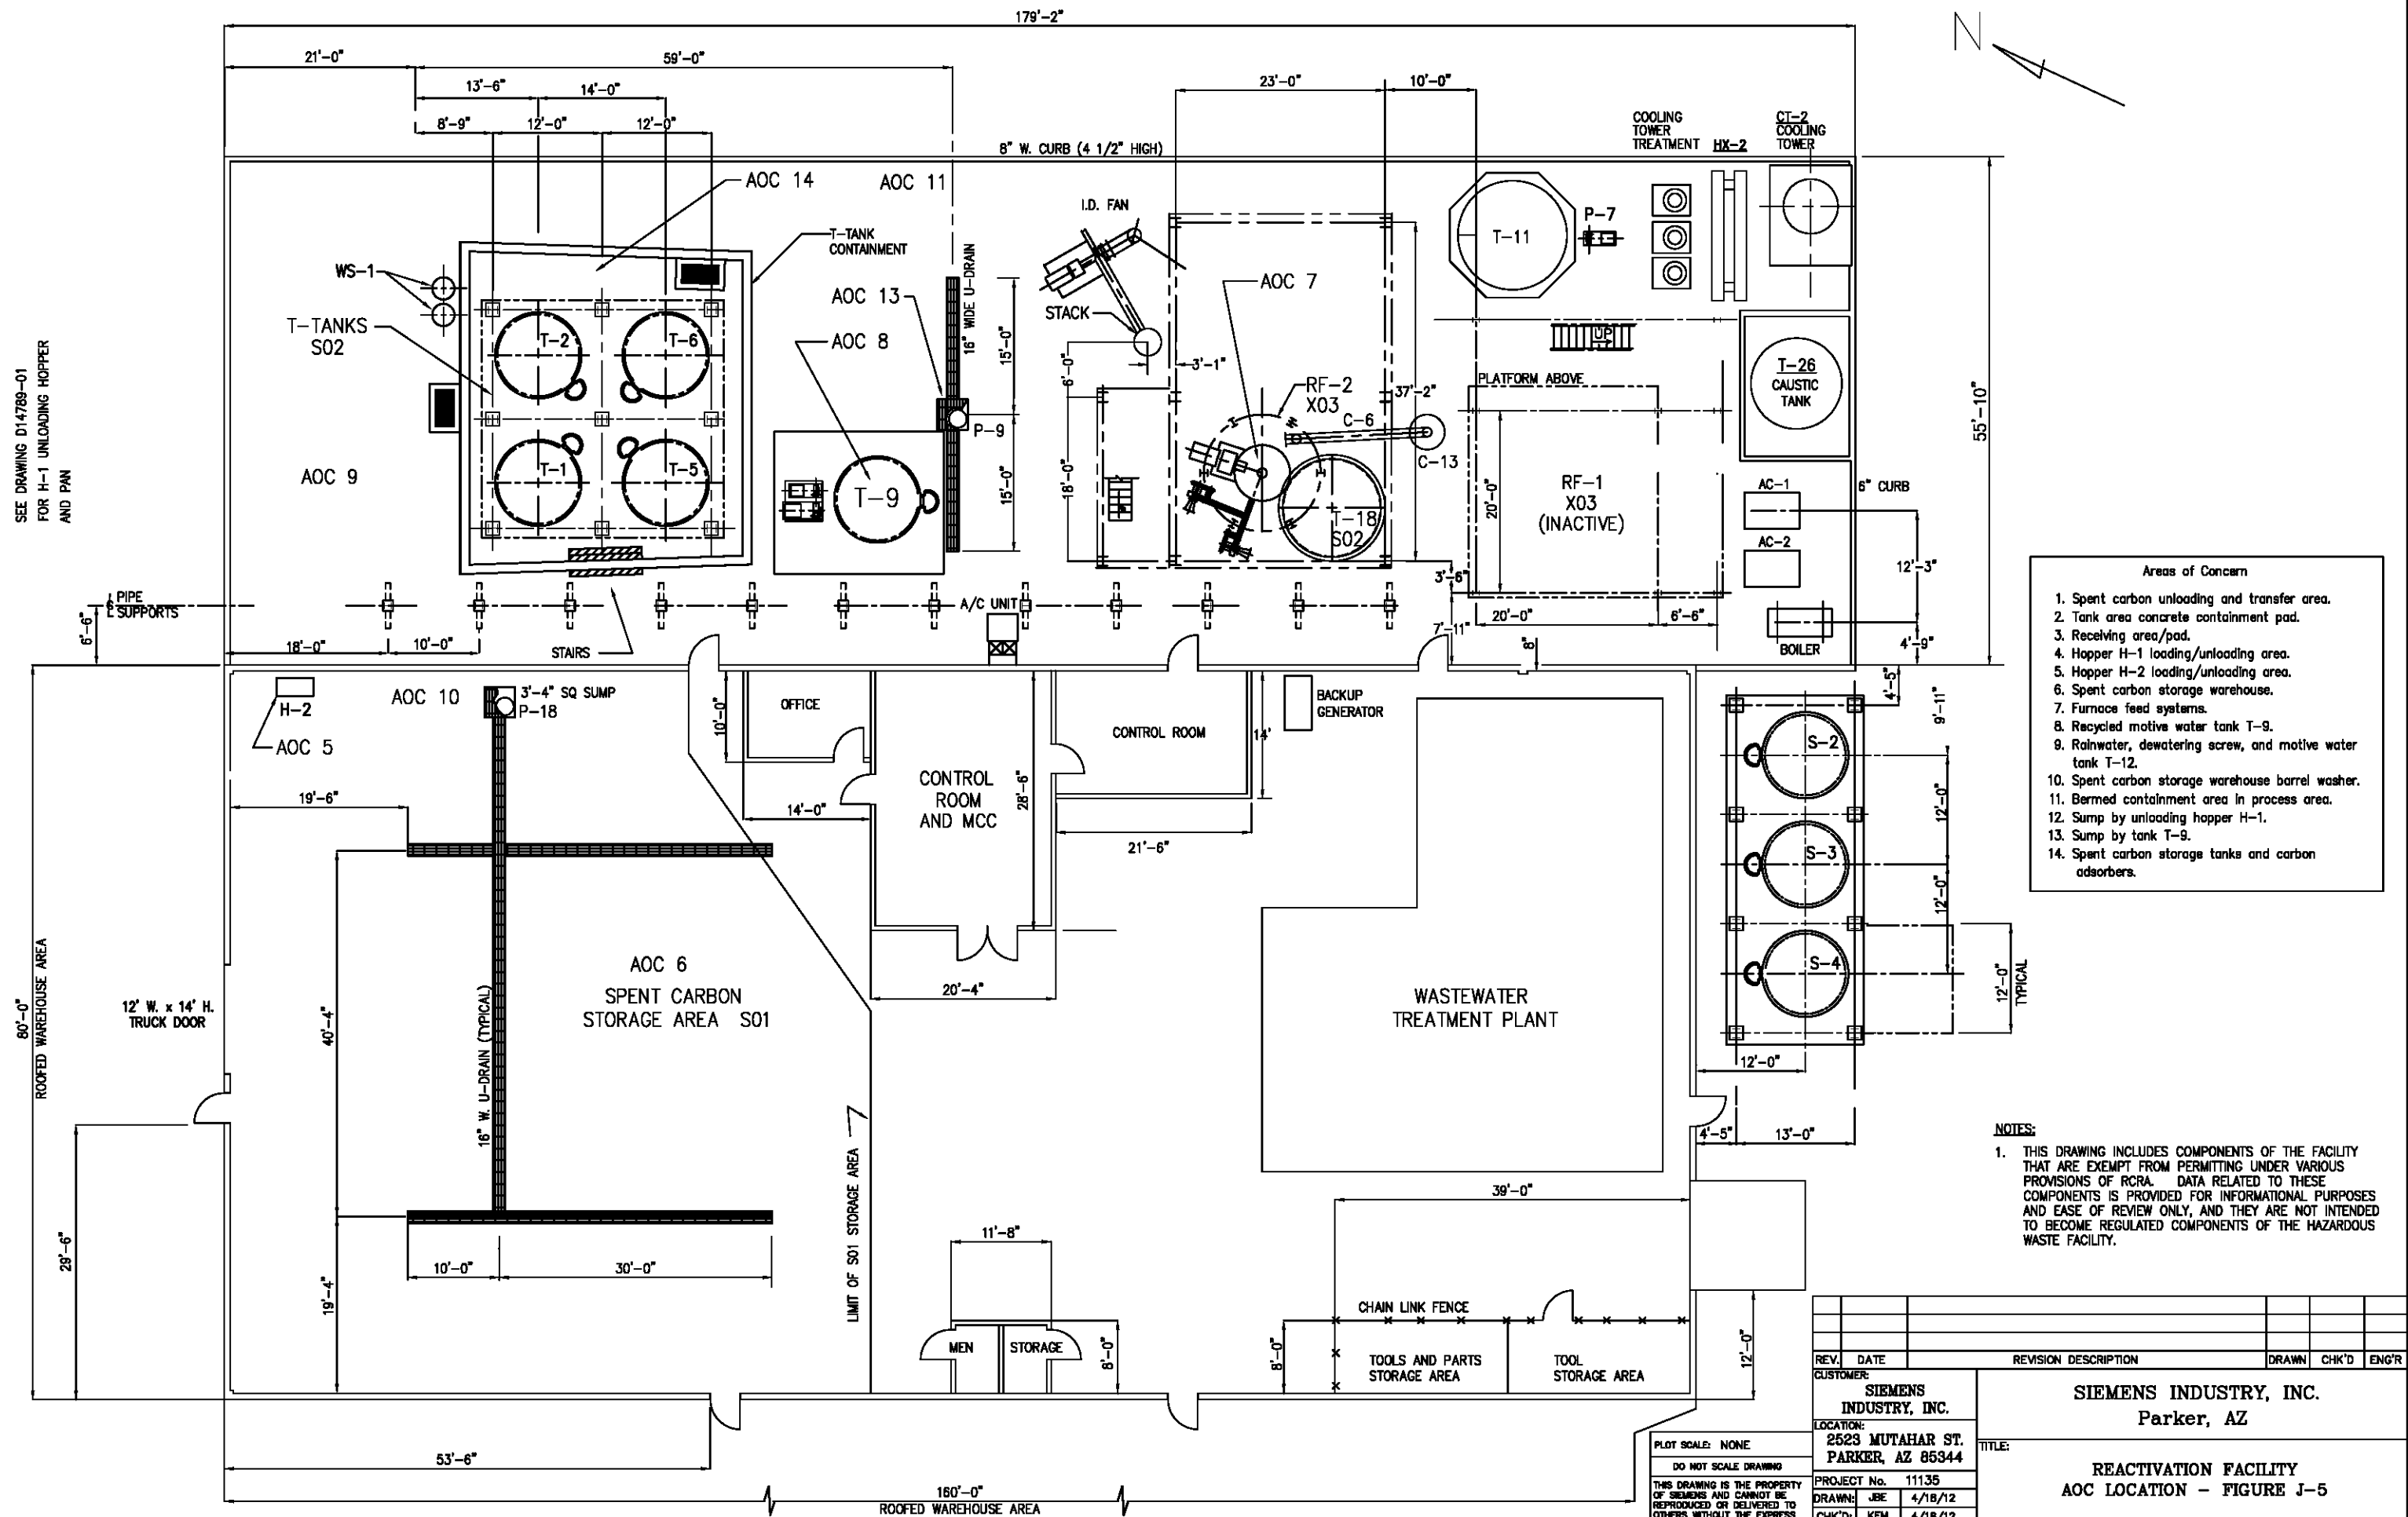 179'-2"
N
21'-0"
59'-0"
13'-6"
14'-0"
23'-0"
10'-0"
8'-9"
12'-0"
12'-0"
8" W. CURB (4 1/2" HIGH)
COOLING
TOWER
TREATMENT
HX-2
CT-2
COOLING
TOWER
AOC 14
AOC 11
T-TANK
CONTAINMENT
I.D. FAN
T-11
P-7
WS-1
AOC 13
16" WIDE U-DRAIN
15'-0"
AOC 7
STACK
T-TANKS
S02
T-2
T-6
AOC 8
UP
SEE DRAWING D14789-01
FOR H-1 UNLOADING HOPPER
AND PAN
6'-0"
3'-1"
PLATFORM ABOVE
T-26
CAUSTIC
TANK
RF-2
X03
37'-2"
C-6
P-9
55'-10"
AOC 9
T-1
T-5
T-9
15'-0"
18'-0"
C-13
T-18
S02
20'-0"
RF-1
X03
(INACTIVE)
AC-1
6" CURB
AC-2
12'-3"
3'-6"
PIPE
SUPPORTS
6'-6"
A/C UNIT
20'-0"
6'-6"
7'-11"
8"
BOILER
4'-9"
18'-0"
10'-0"
STAIRS
Areas of Concern
1. Spent carbon unloading and transfer area.
2. Tank area concrete containment pad.
3. Receiving area/pad.
4. Hopper H-1 loading/unloading area.
5. Hopper H-2 loading/unloading area.
6. Spent carbon storage warehouse.
7. Furnace feed systems.
8. Recycled motive water tank T-9.
9. Rainwater, dewatering screw, and motive water
tank T-12.
10. Spent carbon storage warehouse barrel washer.
11. Bermed containment area in process area.
12. Sump by unloading hopper H-1.
13. Sump by tank T-9.
14. Spent carbon storage tanks and carbon
adsorbers.
H-2
AOC 5
AOC 10
3'-4" SQ SUMP
P-18
10'-0"
OFFICE
CONTROL ROOM
14'
BACKUP
GENERATOR
4'-5"
9'-11"
S-2
19'-6"
14'-0"
CONTROL
ROOM
AND MCC
28'-6"
21'-6"
12'-0"
S-3
12'-0"
S-4
12'-0"
TYPICAL
80'-0"
ROOFED WAREHOUSE AREA
12' W. x 14' H.
TRUCK DOOR
40'-4"
16" W. U-DRAIN (TYPICAL)
AOC 6
SPENT CARBON
STORAGE AREA S01
20'-4"
WASTEWATER
TREATMENT PLANT
12'-0"
4'-5"
13'-0"
LIMIT OF S01 STORAGE AREA
29'-6"
19'-4"
10'-0"
30'-0"
11'-8"
39'-0"
NOTES:
1. THIS DRAWING INCLUDES COMPONENTS OF THE FACILITY
THAT ARE EXEMPT FROM PERMITTING UNDER VARIOUS
PROVISIONS OF RCRA. DATA RELATED TO THESE
COMPONENTS IS PROVIDED FOR INFORMATIONAL PURPOSES
AND EASE OF REVIEW ONLY, AND THEY ARE NOT INTENDED
TO BECOME REGULATED COMPONENTS OF THE HAZARDOUS
WASTE FACILITY.
MEN
STORAGE
8'-0"
CHAIN LINK FENCE
8'-0"
TOOLS AND PARTS
STORAGE AREA
TOOL
STORAGE AREA
12'-0"
53'-6"
160'-0"
ROOFED WAREHOUSE AREA
REV. DATE REVISION DESCRIPTION DRAWN CHK'D ENG'R
CUSTOMER:
SIEMENS
INDUSTRY, INC.
LOCATION:
2523 MUTAHAR ST.
PARKER, AZ 85344
PROJECT No. 11135
DRAWN: JBE 4/18/12
CHK'D: KEM 4/18/12
SIEMENS INDUSTRY, INC.
Parker, AZ
TITLE:
REACTIVATION FACILITY
AOC LOCATION - FIGURE J-5
PLOT SCALE: NONE
DO NOT SCALE DRAWING
THIS DRAWING IS THE PROPERTY
OF SIEMENS AND CANNOT BE
REPRODUCED OR DELIVERED TO
OTHERS WITHOUT THE EXPRESS